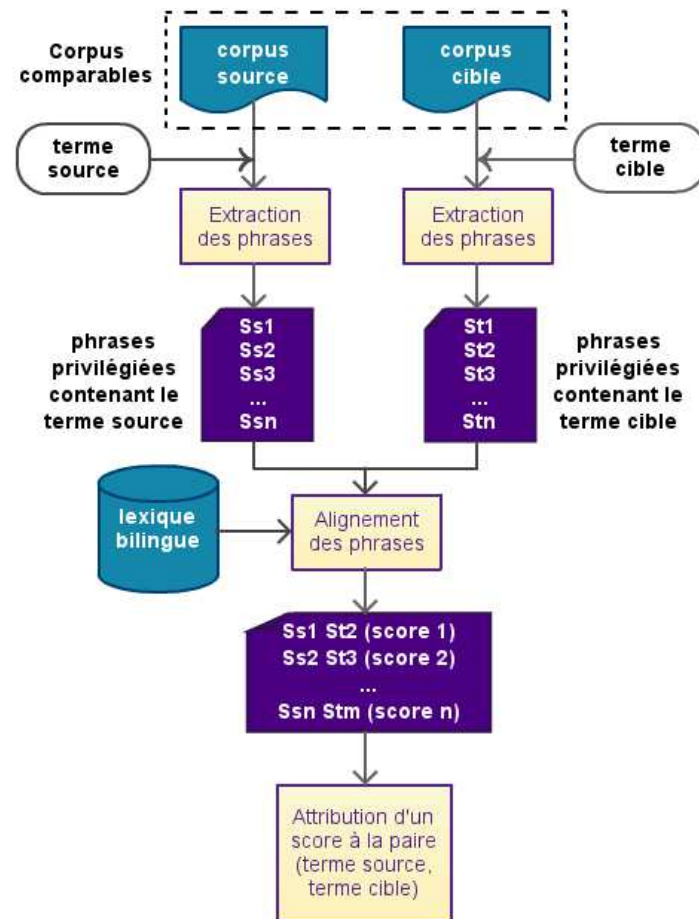 Corpus
comparables
corpus
source
corpus
cible
terme
source
terme
cible
Extraction
des phrases
Extraction
des phrases
phrases
privilégiées
contenant le
terme source
Ss1
Ss2
Ss3
...
Ssn
St1
St2
St3
...
Stn
phrases
privilégiées
contenant le
terme cible
lexique
bilingue
Alignement
des phrases
Ss1 St2 (score 1)
Ss2 St3 (score 2)
...
Ssn Stm (score n)
Attribution d'un
score à la paire
(terme source,
terme cible)